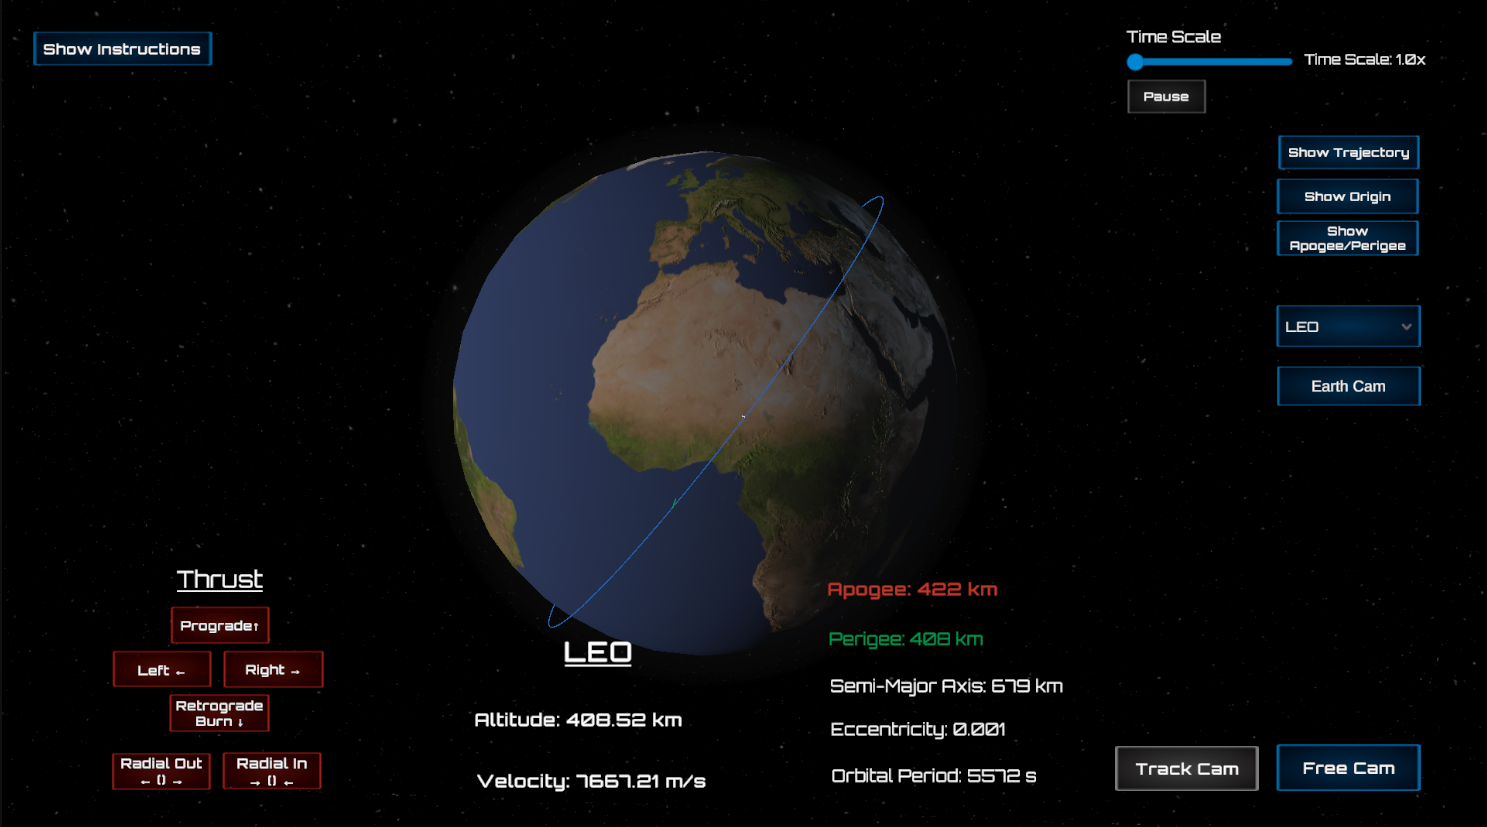 Show Instructions
Time Scale
Time Scale: 1.0x
Pause
Show Trajectory
Show Origin
Show
Apogee/Perigee
LEO
Earth Cam
Thrust
Prograde↑
Left ←
Right →
Retrograde
Burn ↓
Radial Out
← () →
Radial In
→ () ←
LEO
Altitude: 408.52 km
Velocity: 7667.21 m/s
Apogee: 422 km
Perigee: 408 km
Semi-Major Axis: 679 km
Eccentricity: 0.001
Orbital Period: 5572 s
Track Cam
Free Cam